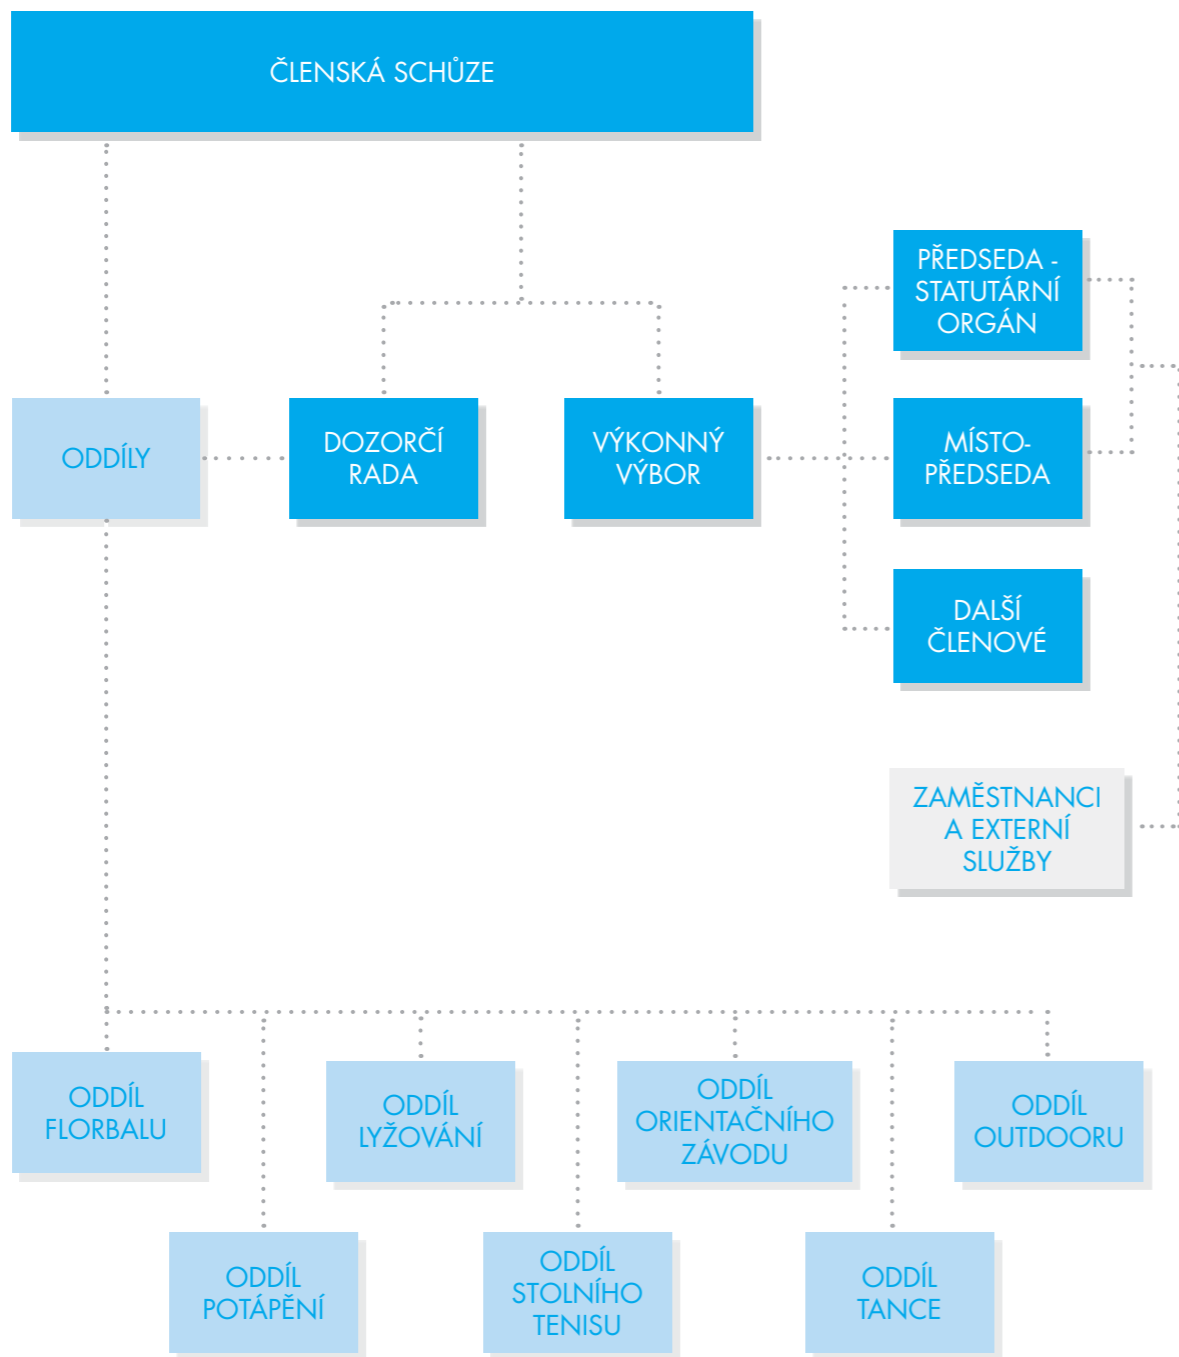 ČLENSKÁ SCHŮZE
PŘEDSEDA -
STATUTÁRNÍ
ORGÁN
ODDÍLY
DOZORČÍ
RADA
VÝKONNÝ
VÝBOR
MÍSTO-
PŘEDSEDA
DALŠÍ
ČLENOVÉ
ZAMĚSTNANCI
A EXTERNÍ
SLUŽBY
ODDÍL
FLORBALU
ODDÍL
LYŽOVÁNÍ
ODDÍL
ORIENTAČNÍHO
ZÁVODU
ODDÍL
OUTDOORU
ODDÍL
POTÁPĚNÍ
ODDÍL
STOLNÍHO
TENISU
ODDÍL
TANCE